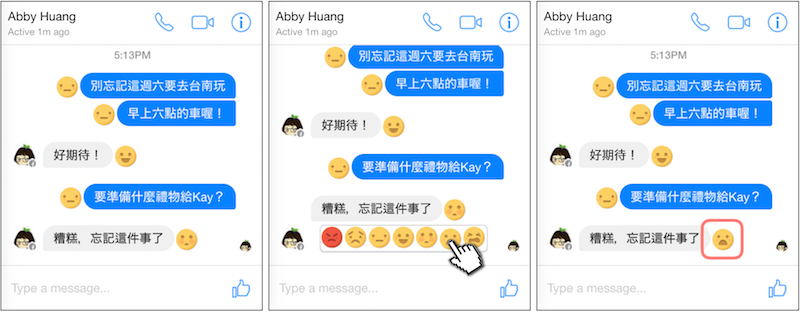 Abby Huang
Active 1m ago
5:13PM
別忘記這週六要去台南玩
早上六點的車喔！
好期待！
要準備什麼禮物給Kay？
糟糕，忘記這件事了
Type a message...
Abby Huang
Active 1m ago
別忘記這週六要去台南玩
早上六點的車喔！
好期待！
要準備什麼禮物給Kay？
糟糕，忘記這件事了
Type a message...
Abby Huang
Active 1m ago
5:13PM
別忘記這週六要去台南玩
早上六點的車喔！
好期待！
要準備什麼禮物給Kay？
糟糕，忘記這件事了
Type a message...